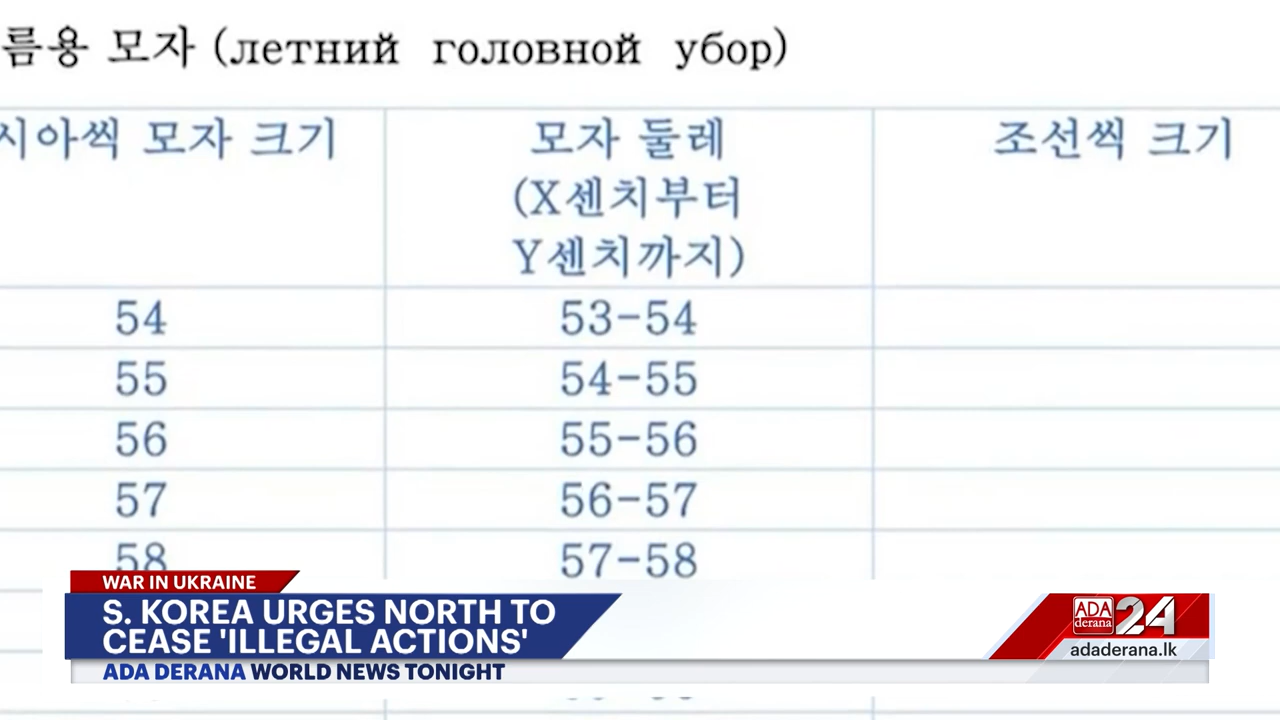 름용 모자 (летний головной убор)
시아씩 모자 크기
모자 둘레
(X센치부터
Y센치까지)
조선씩 크기
54 53-54
55 54-55
56 55-56
57 56-57
58 57-58
WAR IN UKRAINE
S. KOREA URGES NORTH TO
CEASE 'ILLEGAL ACTIONS'
ADA DERANA WORLD NEWS TONIGHT
ADA
derana 24
adaderana.lk